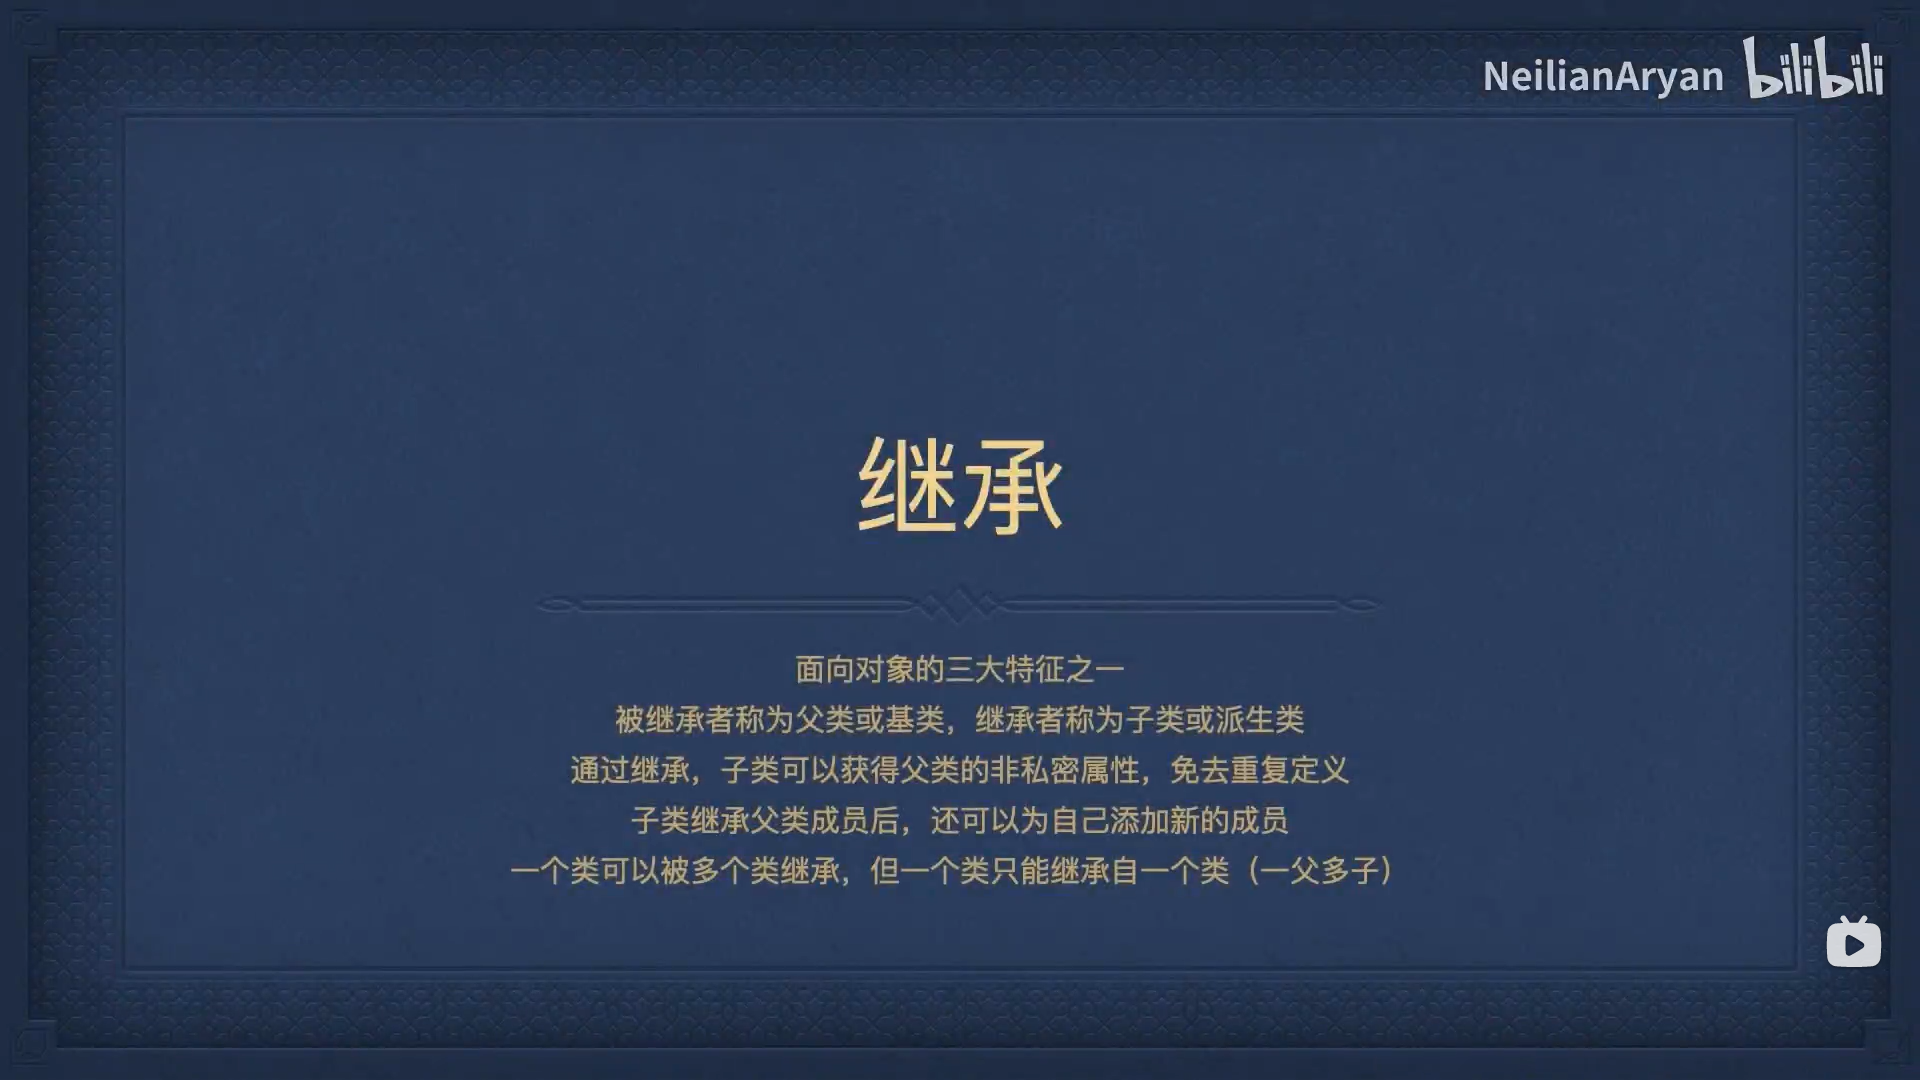 NeilianAryan bilibili
继承
面向对象的三大特征之一
被继承者称为父类或基类，继承者称为子类或派生类
通过继承，子类可以获得父类的非私密属性，免去重复定义
子类继承父类成员后，还可以为自己添加新的成员
一个类可以被多个类继承，但一个类只能继承自一个类（一父多子）